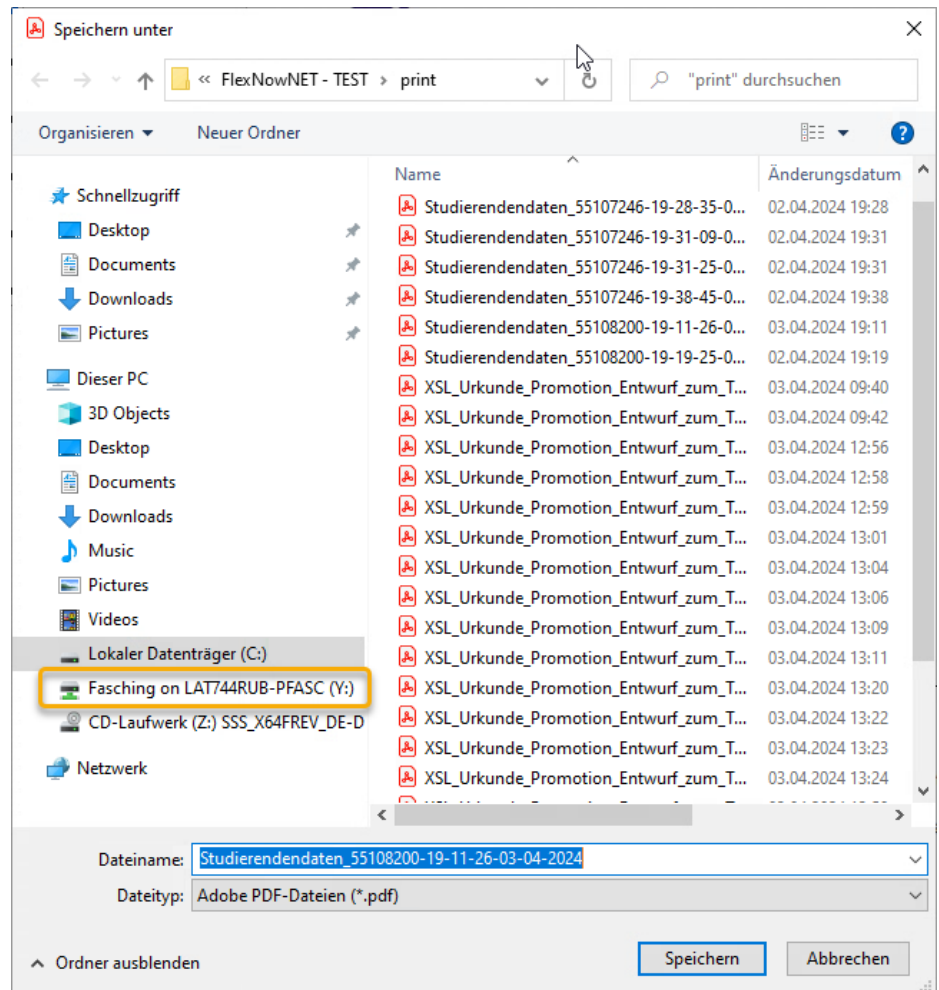 Speichern unter
« FlexNowNET - TEST > print
"print" durchsuchen
Organisieren
Neuer Ordner
Name
Änderungsdatum
Schnellzugriff
Desktop
Documents
Downloads
Pictures
Dieser PC
3D Objects
Desktop
Documents
Downloads
Music
Pictures
Videos
Lokaler Datenträger (C:)
Fasching on LAT744RUB-PFASC (Y:)
CD-Laufwerk (Z:) SSS_X64FREV_DE-D
Netzwerk
Studierendendaten_55107246-19-28-35-0... 02.04.2024 19:28
Studierendendaten_55107246-19-31-09-0... 02.04.2024 19:31
Studierendendaten_55107246-19-31-25-0... 02.04.2024 19:31
Studierendendaten_55107246-19-38-45-0... 02.04.2024 19:38
Studierendendaten_55108200-19-11-26-0... 03.04.2024 19:11
Studierendendaten_55108200-19-19-25-0... 02.04.2024 19:19
XSL_Urkunde_Promotion_Entwurf_zum_T... 03.04.2024 09:40
XSL_Urkunde_Promotion_Entwurf_zum_T... 03.04.2024 09:42
XSL_Urkunde_Promotion_Entwurf_zum_T... 03.04.2024 12:56
XSL_Urkunde_Promotion_Entwurf_zum_T... 03.04.2024 12:58
XSL_Urkunde_Promotion_Entwurf_zum_T... 03.04.2024 12:59
XSL_Urkunde_Promotion_Entwurf_zum_T... 03.04.2024 13:01
XSL_Urkunde_Promotion_Entwurf_zum_T... 03.04.2024 13:04
XSL_Urkunde_Promotion_Entwurf_zum_T... 03.04.2024 13:06
XSL_Urkunde_Promotion_Entwurf_zum_T... 03.04.2024 13:09
XSL_Urkunde_Promotion_Entwurf_zum_T... 03.04.2024 13:11
XSL_Urkunde_Promotion_Entwurf_zum_T... 03.04.2024 13:20
XSL_Urkunde_Promotion_Entwurf_zum_T... 03.04.2024 13:22
XSL_Urkunde_Promotion_Entwurf_zum_T... 03.04.2024 13:23
XSL_Urkunde_Promotion_Entwurf_zum_T... 03.04.2024 13:24
Dateiname: Studierendendaten_55108200-19-11-26-03-04-2024
Dateityp: Adobe PDF-Dateien (*.pdf)
Ordner ausblenden
Speichern
Abbrechen